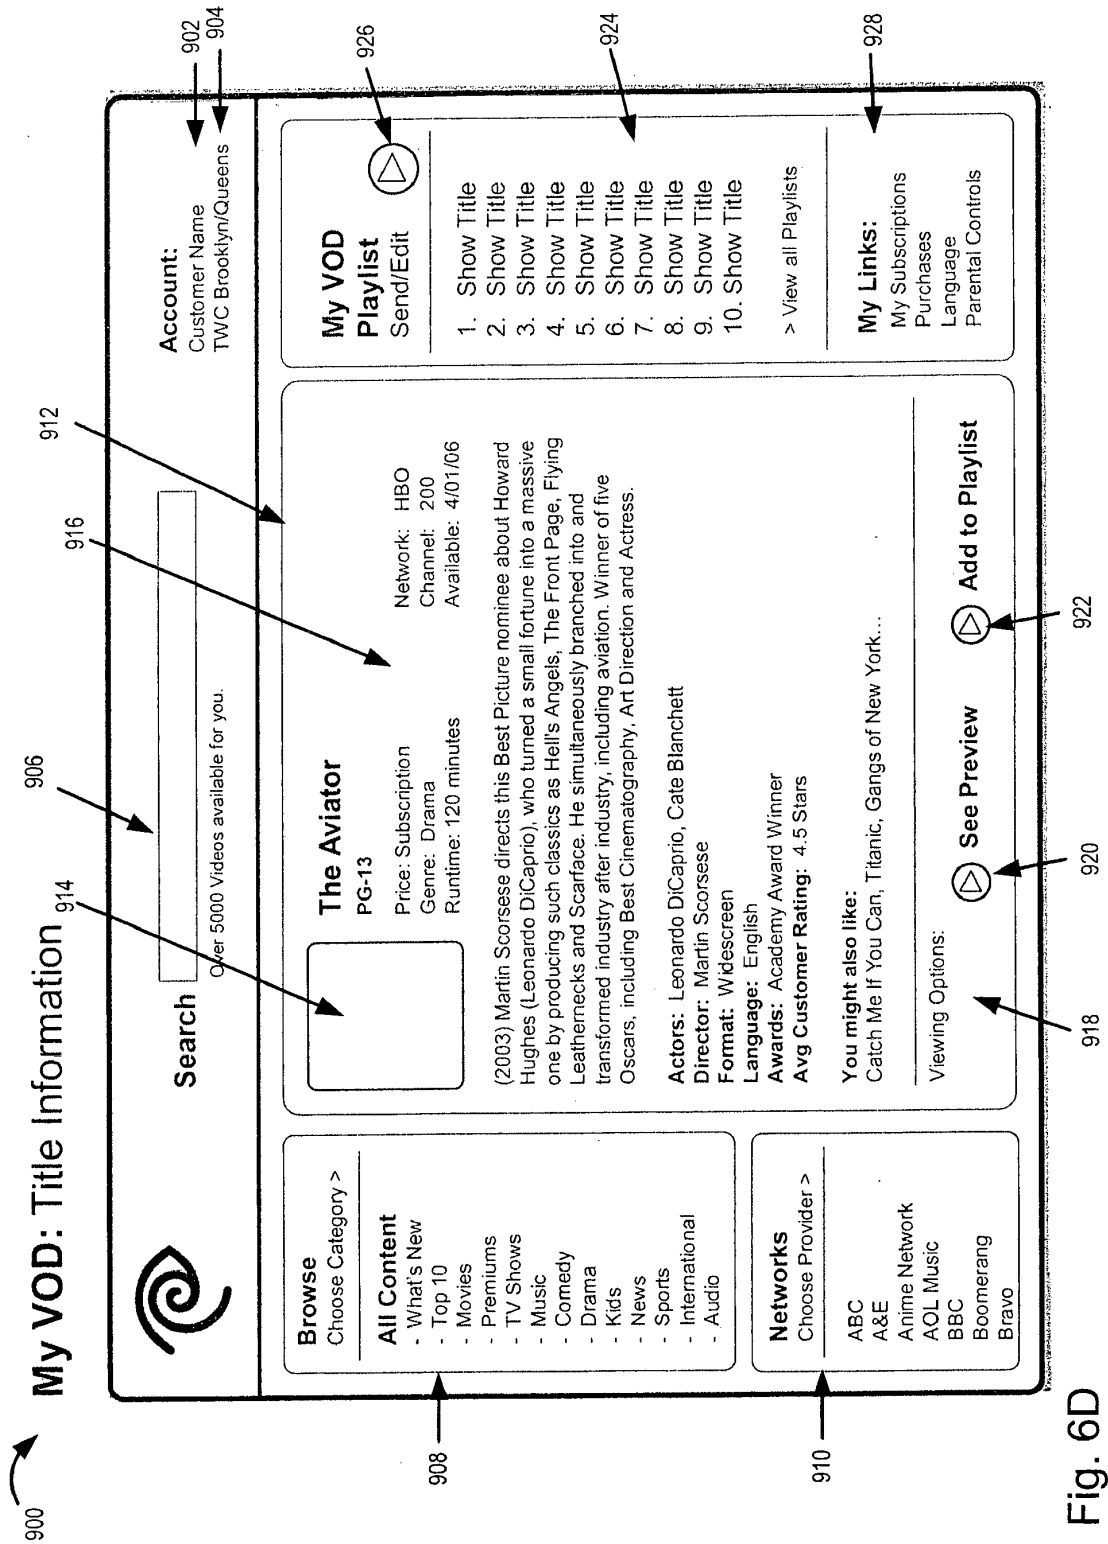 900
My VOD: Title Information
902
904
Search
Over 5000 Videos available for you.
906
Account:
Customer Name
TWC Brooklyn/Queens
Browse
Choose Category >
All Content
- What's New
- Top 10
- Movies
- Premiums
- TV Shows
- Music
- Comedy
- Drama
- Kids
- News
- Sports
- International
- Audio
908
Networks
Choose Provider >
ABC
A&E
Anime Network
AOL Music
BBC
Boomerang
Bravo
910
914
916
912
The Aviator
PG-13
Price: Subscription
Genre: Drama
Runtime: 120 minutes
Network: HBO
Channel: 200
Available: 4/01/06
(2003) Martin Scorsese directs this Best Picture nominee about Howard
Hughes (Leonardo DiCaprio), who turned a small fortune into a massive
one by producing such classics as Hell's Angels, The Front Page, Flying
Leathernecks and Scarface. He simultaneously branched into and
transformed industry after industry, including aviation. Winner of five
Oscars, including Best Cinematography, Art Direction and Actress.
Actors: Leonardo DiCaprio, Cate Blanchett
Director: Martin Scorsese
Format: Widescreen
Language: English
Awards: Academy Award Winner
Avg Customer Rating: 4.5 Stars
You might also like:
Catch Me If You Can, Titanic, Gangs of New York...
Viewing Options:
See Preview
Add to Playlist
918
920
922
My VOD
Playlist
Send/Edit
926
1. Show Title
2. Show Title
3. Show Title
4. Show Title
5. Show Title
6. Show Title
7. Show Title
8. Show Title
9. Show Title
10. Show Title
> View all Playlists
924
My Links:
My Subscriptions
Purchases
Language
Parental Controls
928
Fig. 6D